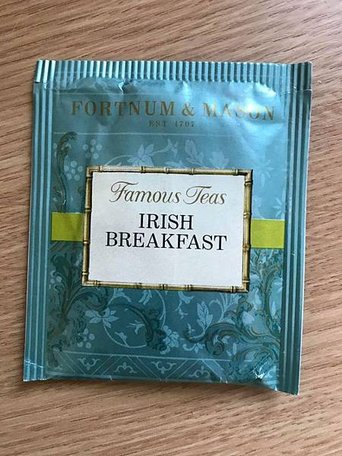 FORTNUM & MASON
EST 1707
Famous Teas
IRISH
BREAKFAST